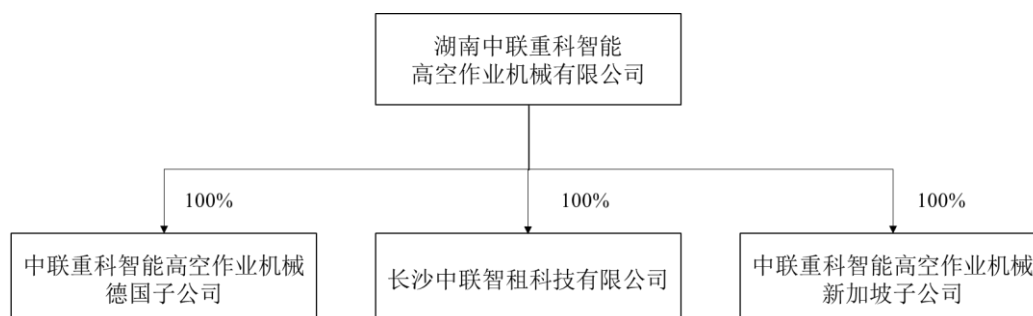 湖南中联重科智能
高空作业机械有限公司
100%
100%
100%
中联重科智能高空作业机械
德国子公司
长沙中联智租科技有限公司
中联重科智能高空作业机械
新加坡子公司